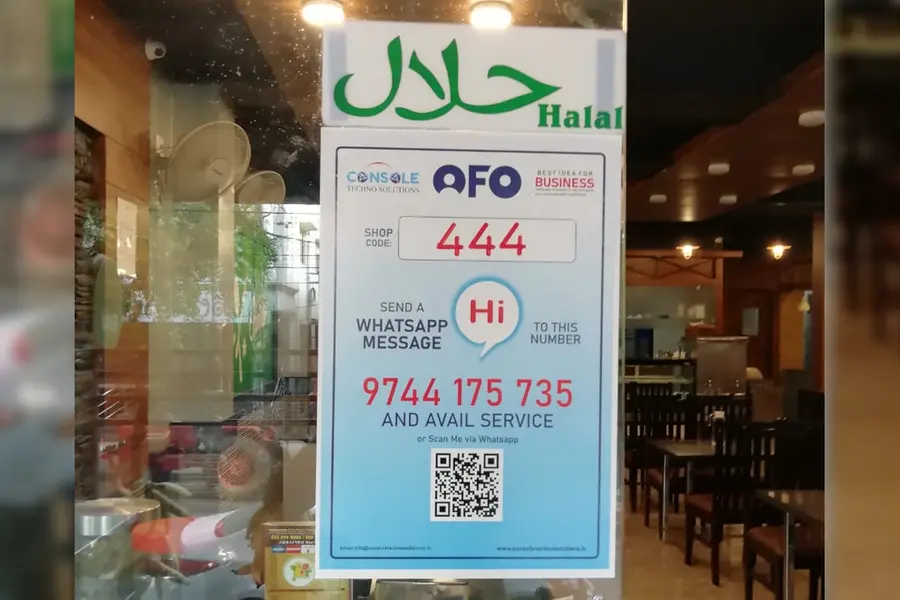 حلال
Halal
CONSOLE
TECHNO SOLUTIONS
OFO
BEST IDEA FOR
BUSINESS
SHOP
CODE:
444
SEND A
WHATSAPP
MESSAGE
Hi
TO THIS
NUMBER
9744 175 735
AND AVAIL SERVICE
or Scan Me via Whatsapp